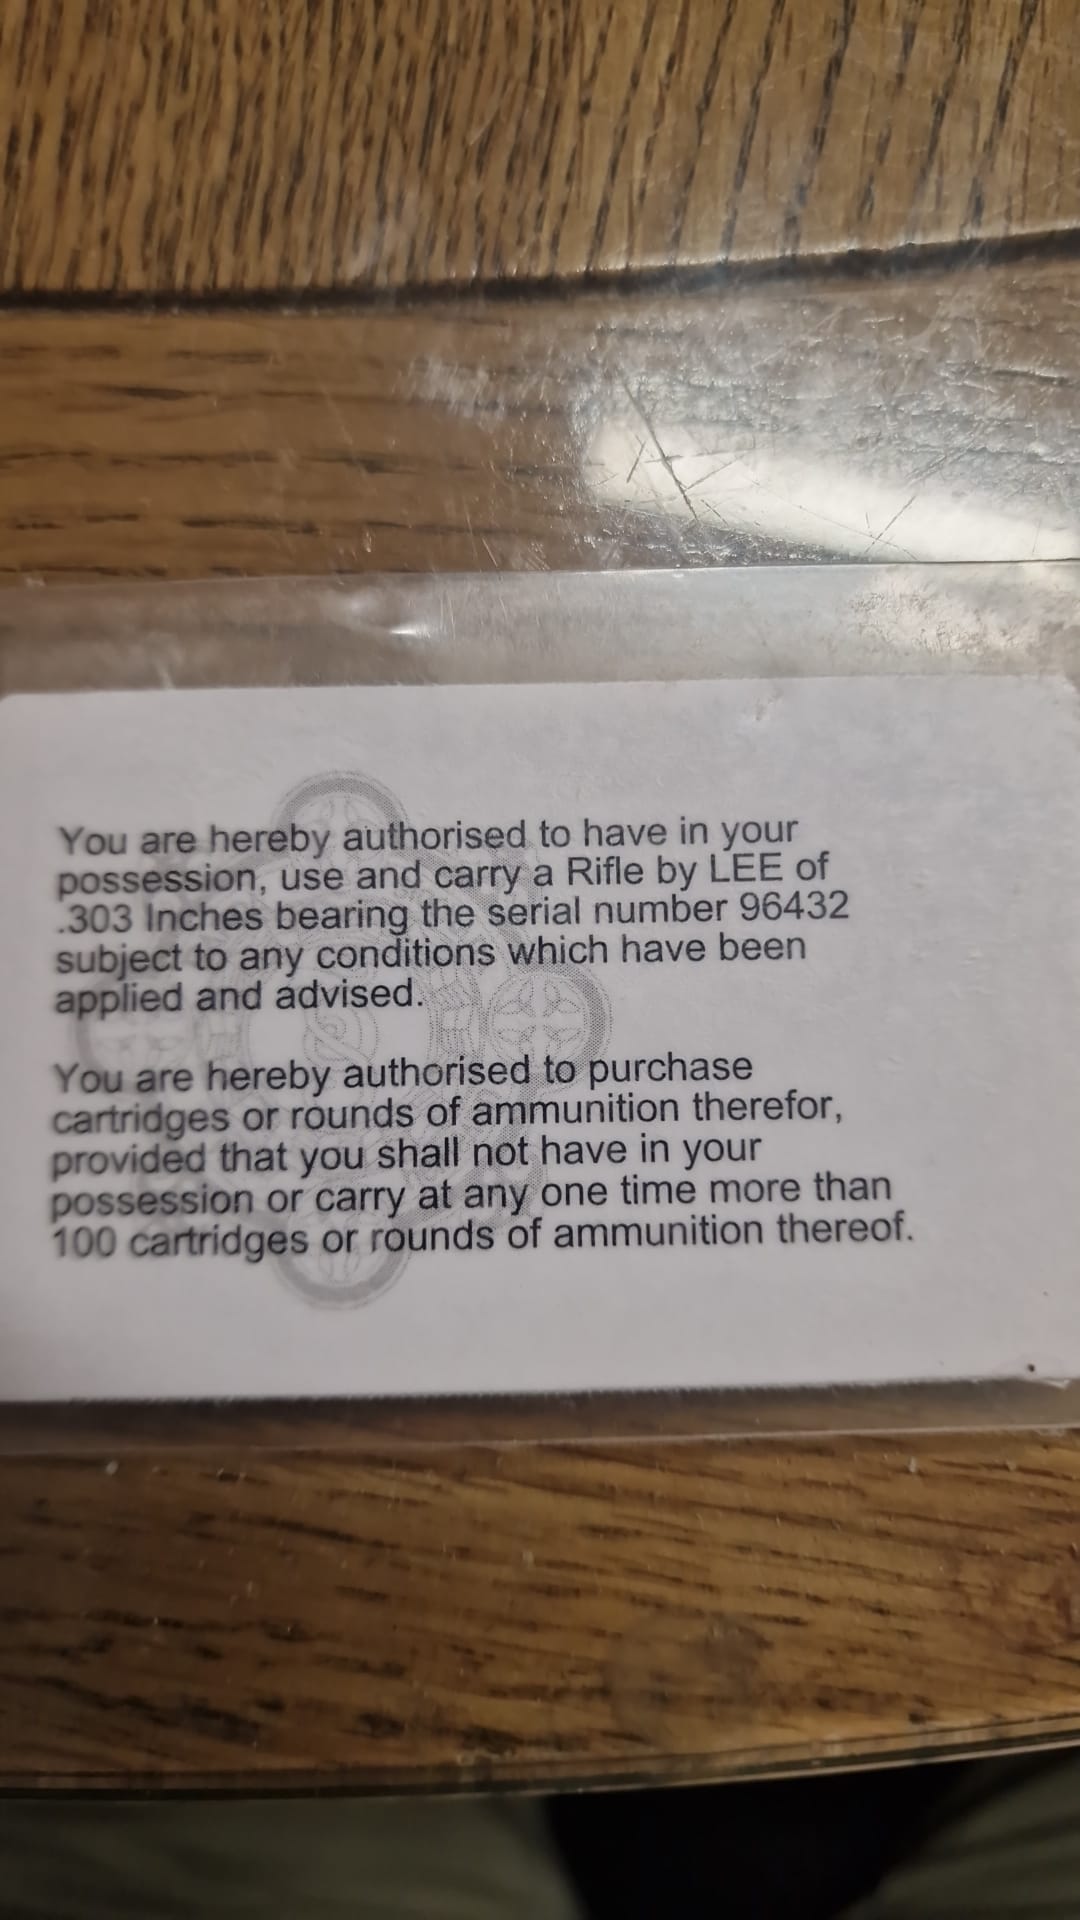 You are hereby authorised to have in your
possession, use and carry a Rifle by LEE of
.303 Inches bearing the serial number 96432
subject to any conditions which have been
applied and advised.
You are hereby authorised to purchase
cartridges or rounds of ammunition therefor,
provided that you shall not have in your
possession or carry at any one time more than
100 cartridges or rounds of ammunition thereof.